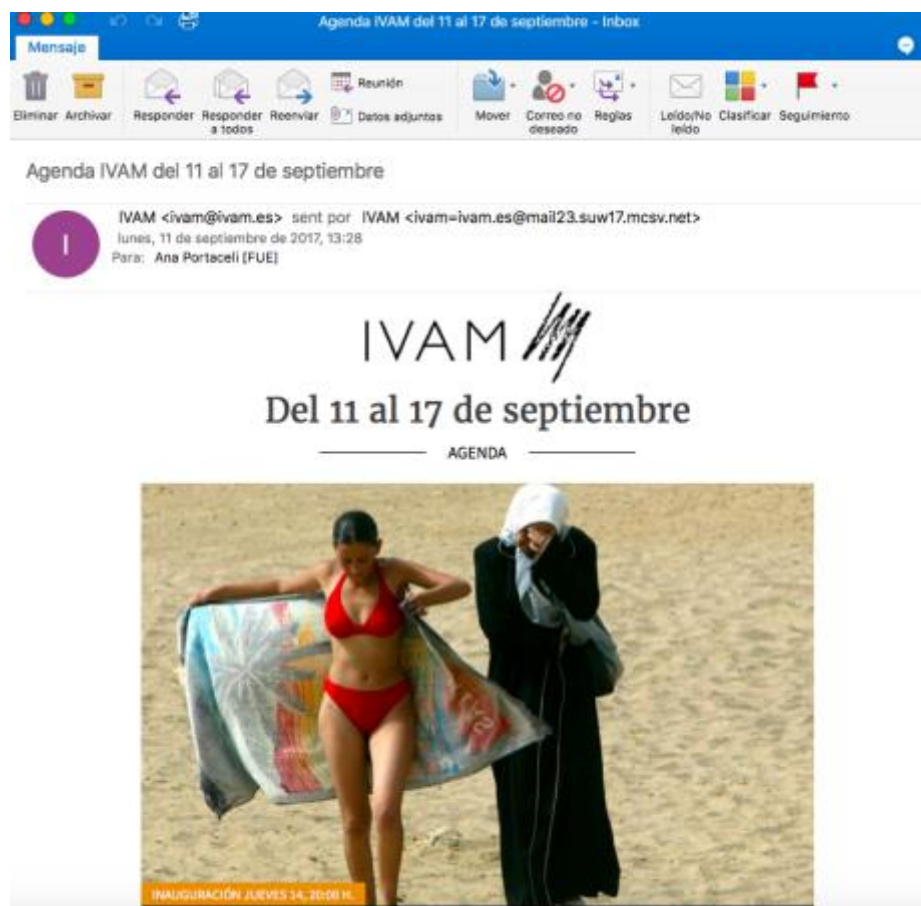 Agenda IVAM del 11 al 17 de septiembre - Inbox
Mensaje
Eliminar Archivar Responder Responder a todos Reenviar Reunión Datos adjuntos Mover Correo no deseado Reglas Leído/No leído Clasificar Seguimiento
Agenda IVAM del 11 al 17 de septiembre
I
IVAM <ivam@ivam.es> sent por IVAM <ivam=ivam.es@mail23.suw17.mcsv.net>
lunes, 11 de septiembre de 2017, 13:28
Para: Ana Portaceli [FUE]
IVAM
Del 11 al 17 de septiembre
AGENDA
INAUGURACIÓN JUEVES 14, 20:00 H.